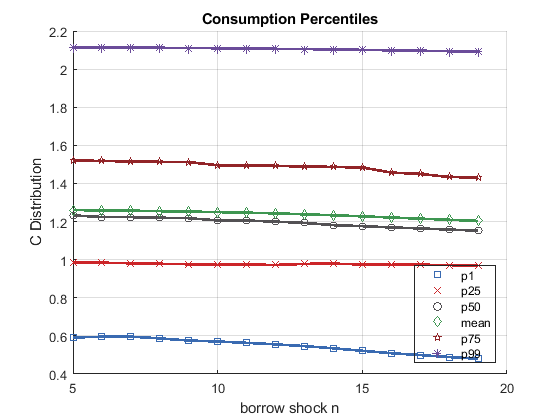 Consumption Percentiles
2.2
2
1.8
1.6
1.4
1.2
1
0.8
0.6
0.4
C Distribution
5
10
15
20
borrow shock n
p1
p25
p50
mean
p75
p99